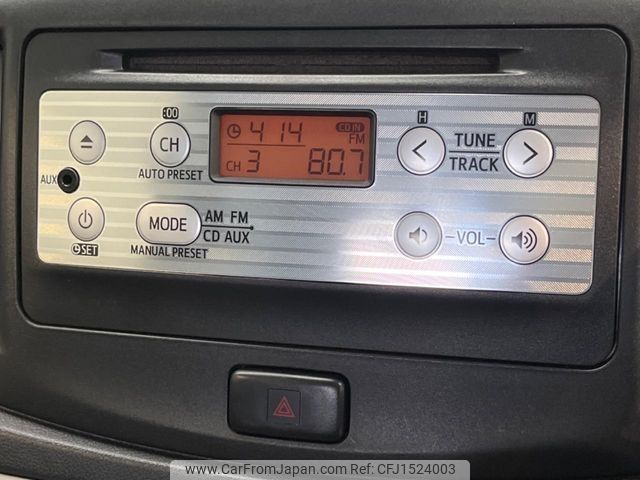 :00
H
M
CH
AUTO PRESET
4:14
CD IN
FM
CH 3 80.7
<
TUNE
TRACK
>
AUX
SET
MODE
AM FM
CD AUX
MANUAL PRESET
-VOL-
www.CarFromJapan.com - CFJ1524003